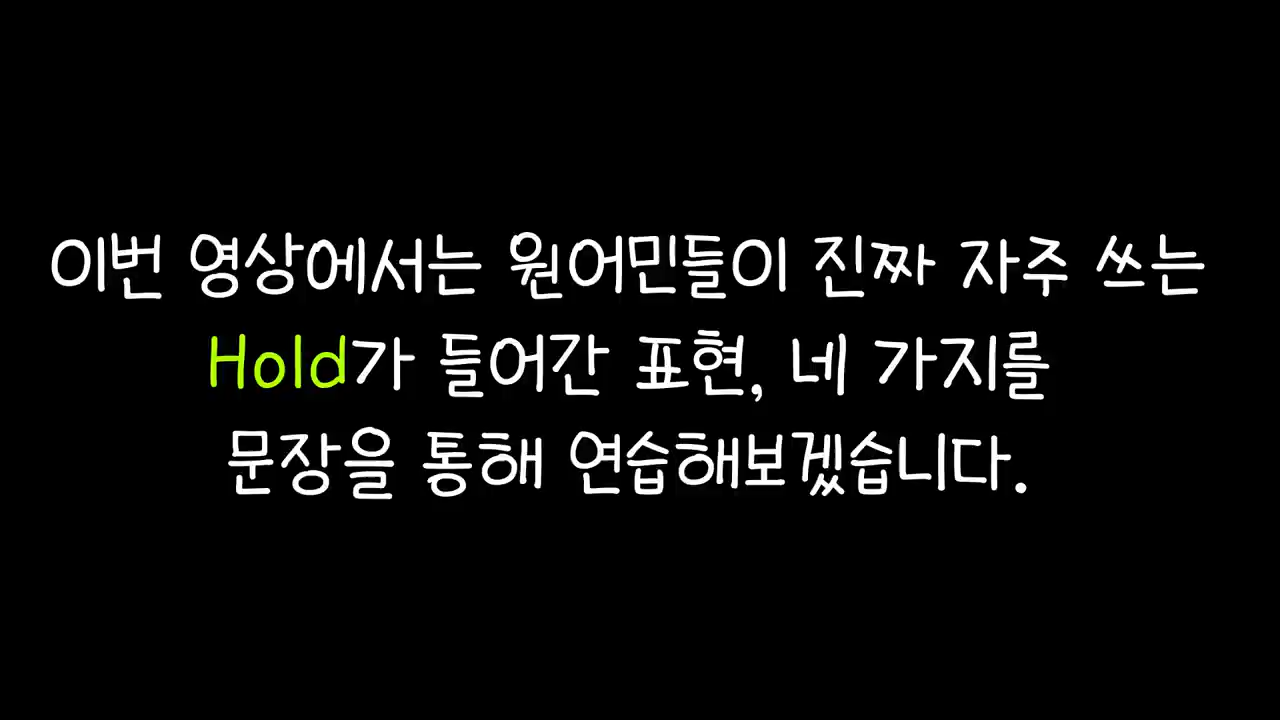 이번 영상에서는 원어민들이 진짜 자주 쓰는
Hold가 들어간 표현, 네 가지를
문장을 통해 연습해보겠습니다.